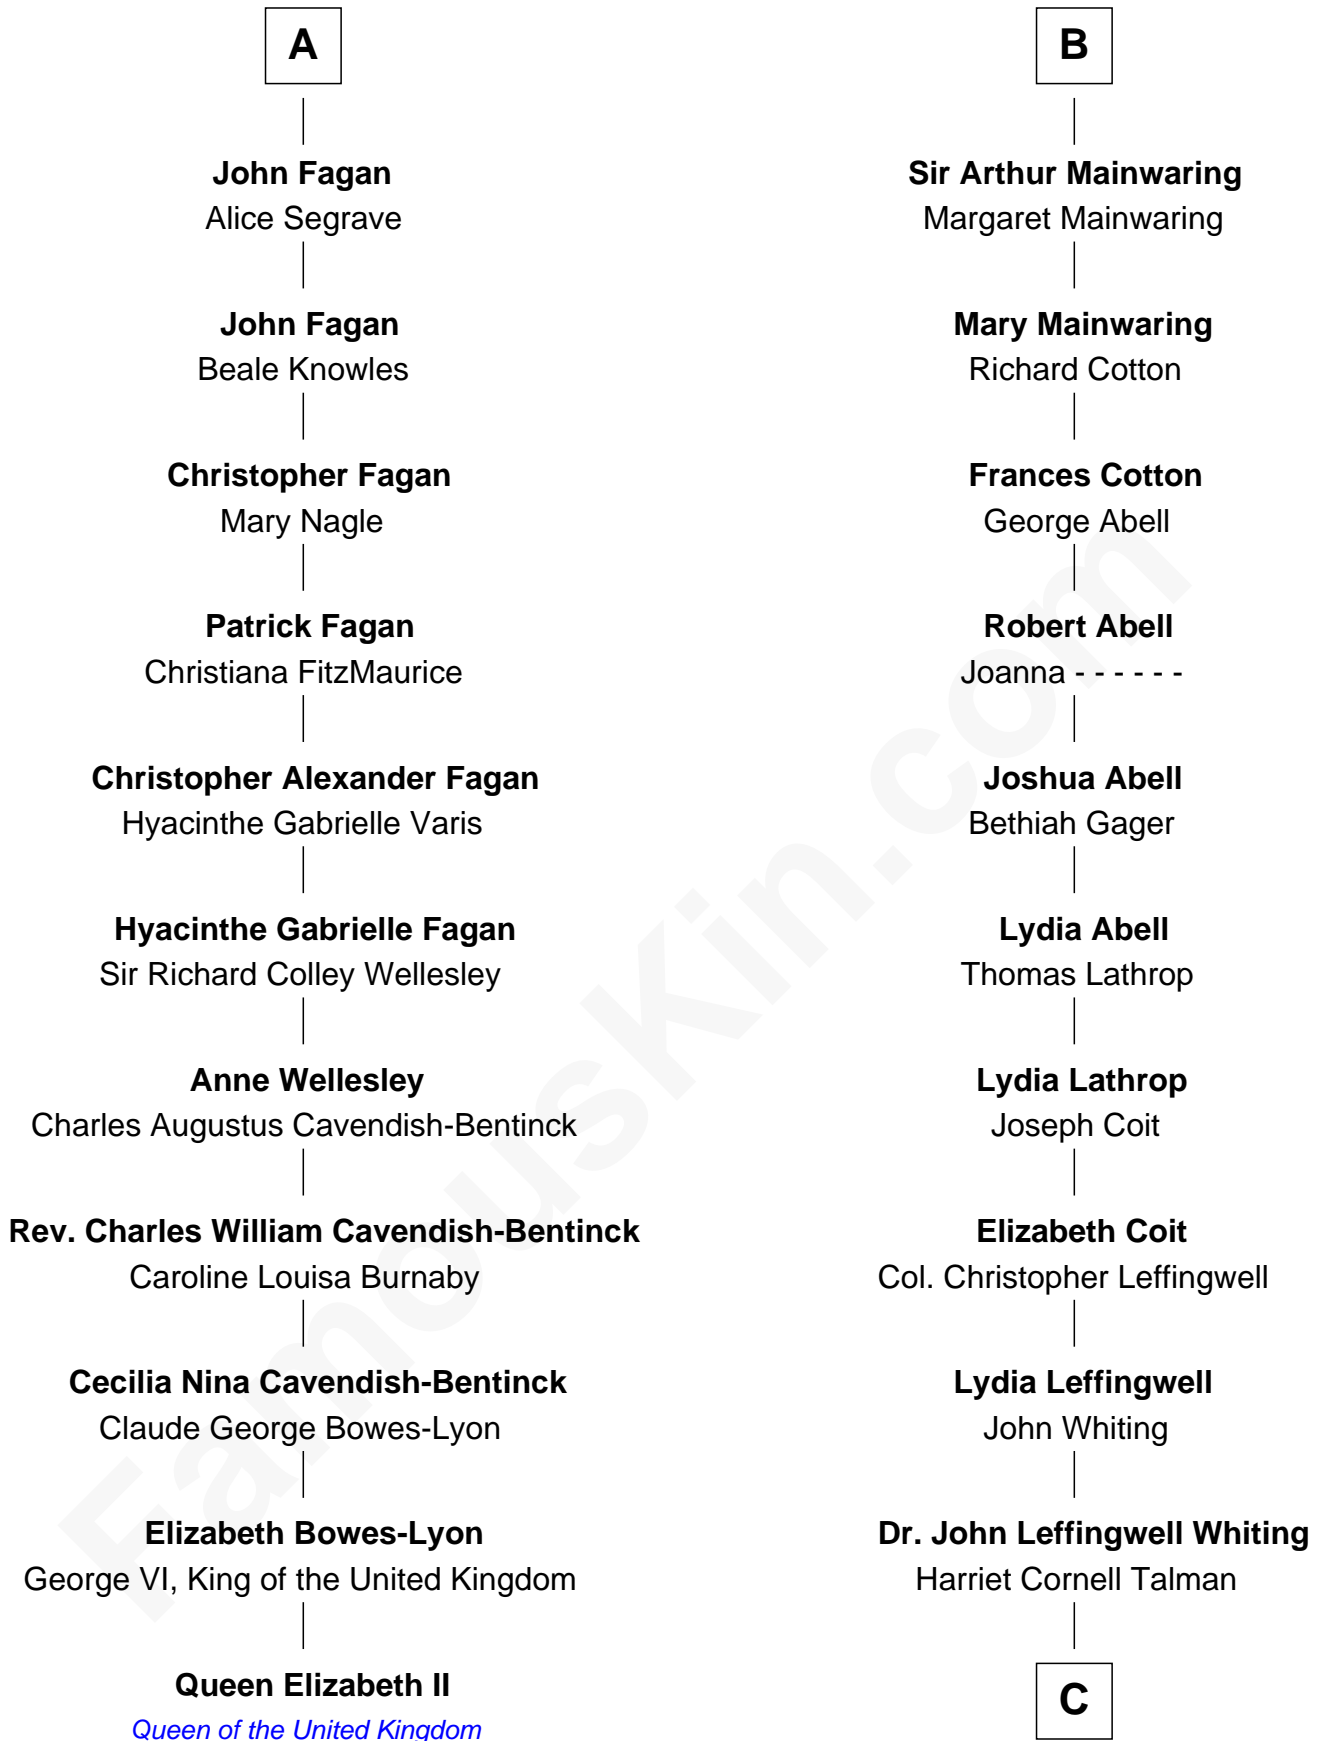 A
John Fagan
Alice Segrave
John Fagan
Beale Knowles
Christopher Fagan
Mary Nagle
Patrick Fagan
Christiana FitzMaurice
Christopher Alexander Fagan
Hyacinthe Gabrielle Varis
Hyacinthe Gabrielle Fagan
Sir Richard Colley Wellesley
Anne Wellesley
Charles Augustus Cavendish-Bentinck
Rev. Charles William Cavendish-Bentinck
Caroline Louisa Burnaby
Cecilia Nina Cavendish-Bentinck
Claude George Bowes-Lyon
Elizabeth Bowes-Lyon
George VI, King of the United Kingdom
Queen Elizabeth II
Queen of the United Kingdom
B
Sir Arthur Mainwaring
Margaret Mainwaring
Mary Mainwaring
Richard Cotton
Frances Cotton
George Abell
Robert Abell
Joanna - - - - - -
Joshua Abell
Bethiah Gager
Lydia Abell
Thomas Lathrop
Lydia Lathrop
Joseph Coit
Elizabeth Coit
Col. Christopher Leffingwell
Lydia Leffingwell
John Whiting
Dr. John Leffingwell Whiting
Harriet Cornell Talman
C
FamousKin.com